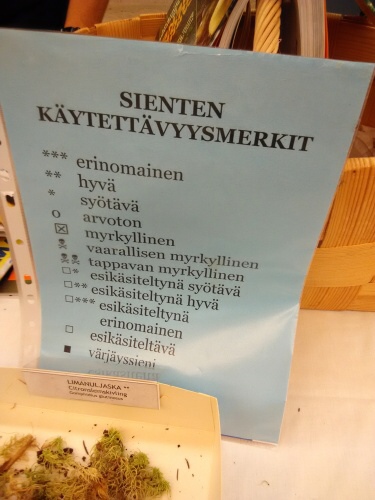 SIENTEN
KÄYTETTÄVYYSMERKIT
*** erinomainen
** hyvä
* syötävä
o arvoton
☒ myrkyllinen
☠ vaarallisen myrkyllinen
☠☠ tappavan myrkyllinen
□* esikäsiteltynä syötävä
□** esikäsiteltynä hyvä
□*** esikäsiteltynä
erinomainen
□ esikäsiteltävä
■ värjäyssieni
LIMANULJASKA **